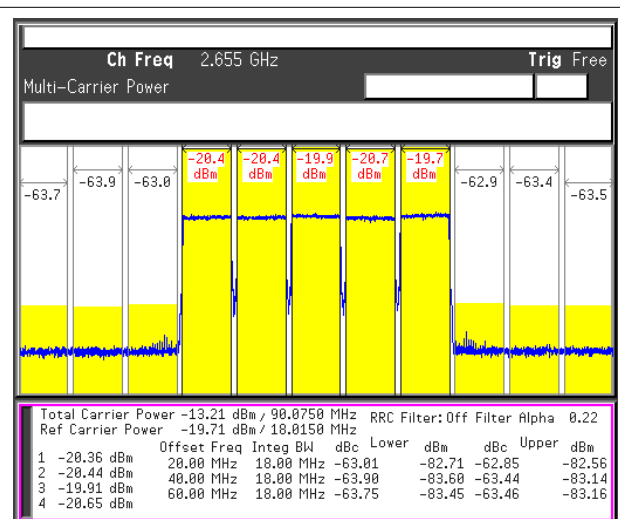 Ch Freq 2.655 GHz Trig Free
Multi-Carrier Power
-20.4 -20.4 -19.9 -20.7 -19.7
dBm dBm dBm dBm dBm
-63.7 -63.9 -63.0 -62.9 -63.4 -63.5
Total Carrier Power -13.21 dBm/ 90.0750 MHz RRC Filter: Off Filter Alpha 0.22
Ref Carrier Power -19.71 dBm/ 18.0150 MHz
Offset Freq Integ BW dBc Lower dBm dBc Upper dBm
1 -20.36 dBm 20.00 MHz 18.00 MHz -63.01 -82.71 -62.85 -82.56
2 -20.44 dBm 40.00 MHz 18.00 MHz -63.90 -83.60 -63.44 -83.14
3 -19.91 dBm 60.00 MHz 18.00 MHz -63.75 -83.45 -63.46 -83.16
4 -20.65 dBm